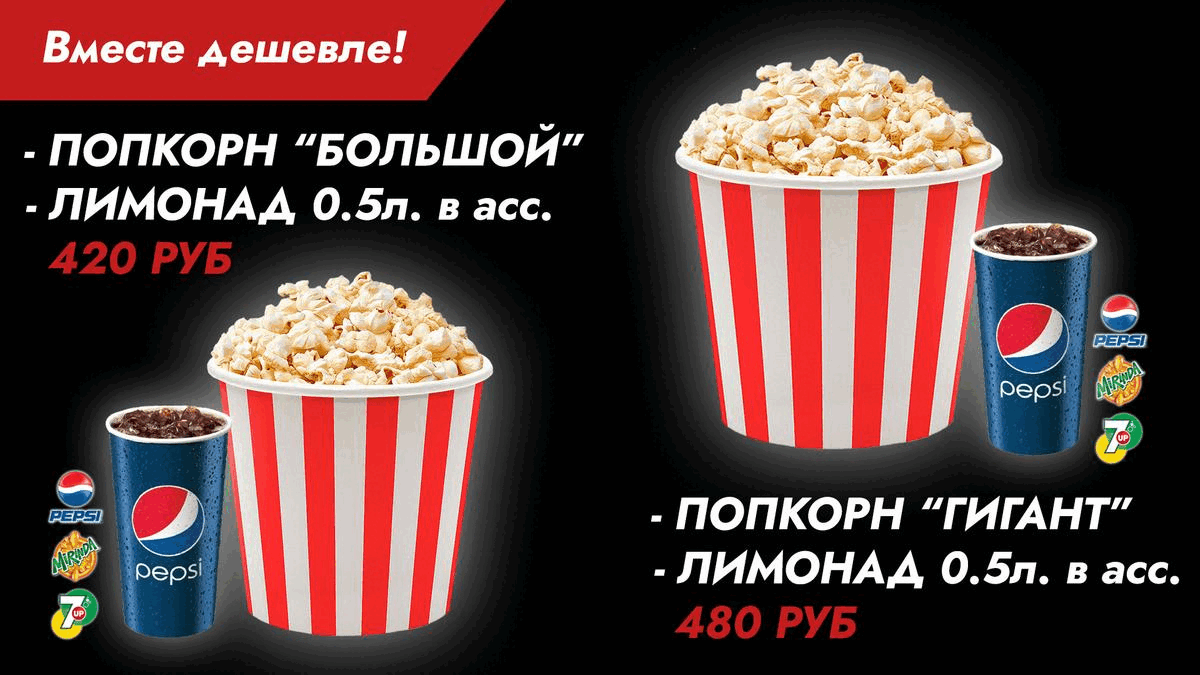 Вместе дешевле!
- ПОПКОРН “БОЛЬШОЙ”
- ЛИМОНАД 0.5л. в асс.
420 РУБ
pepsi
PEPSI
MIRINDA
7UP
pepsi
PEPSI
MIRINDA
7UP
- ПОПКОРН “ГИГАНТ”
- ЛИМОНАД 0.5л. в асс.
480 РУБ